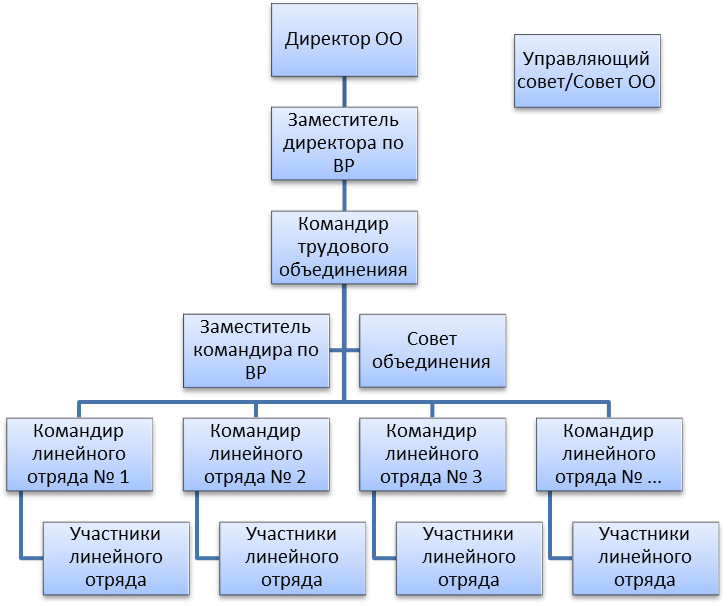 Директор ОО
Управляющий
совет/Совет ОО
Заместитель
директора по
ВР
Командир
трудового
объединенияя
Заместитель
командира по
ВР
Совет
объединения
Командир
линейного
отряда № 1
Командир
линейного
отряда № 2
Командир
линейного
отряда № 3
Командир
линейного
отряда № ...
Участники
линейного
отряда
Участники
линейного
отряда
Участники
линейного
отряда
Участники
линейного
отряда